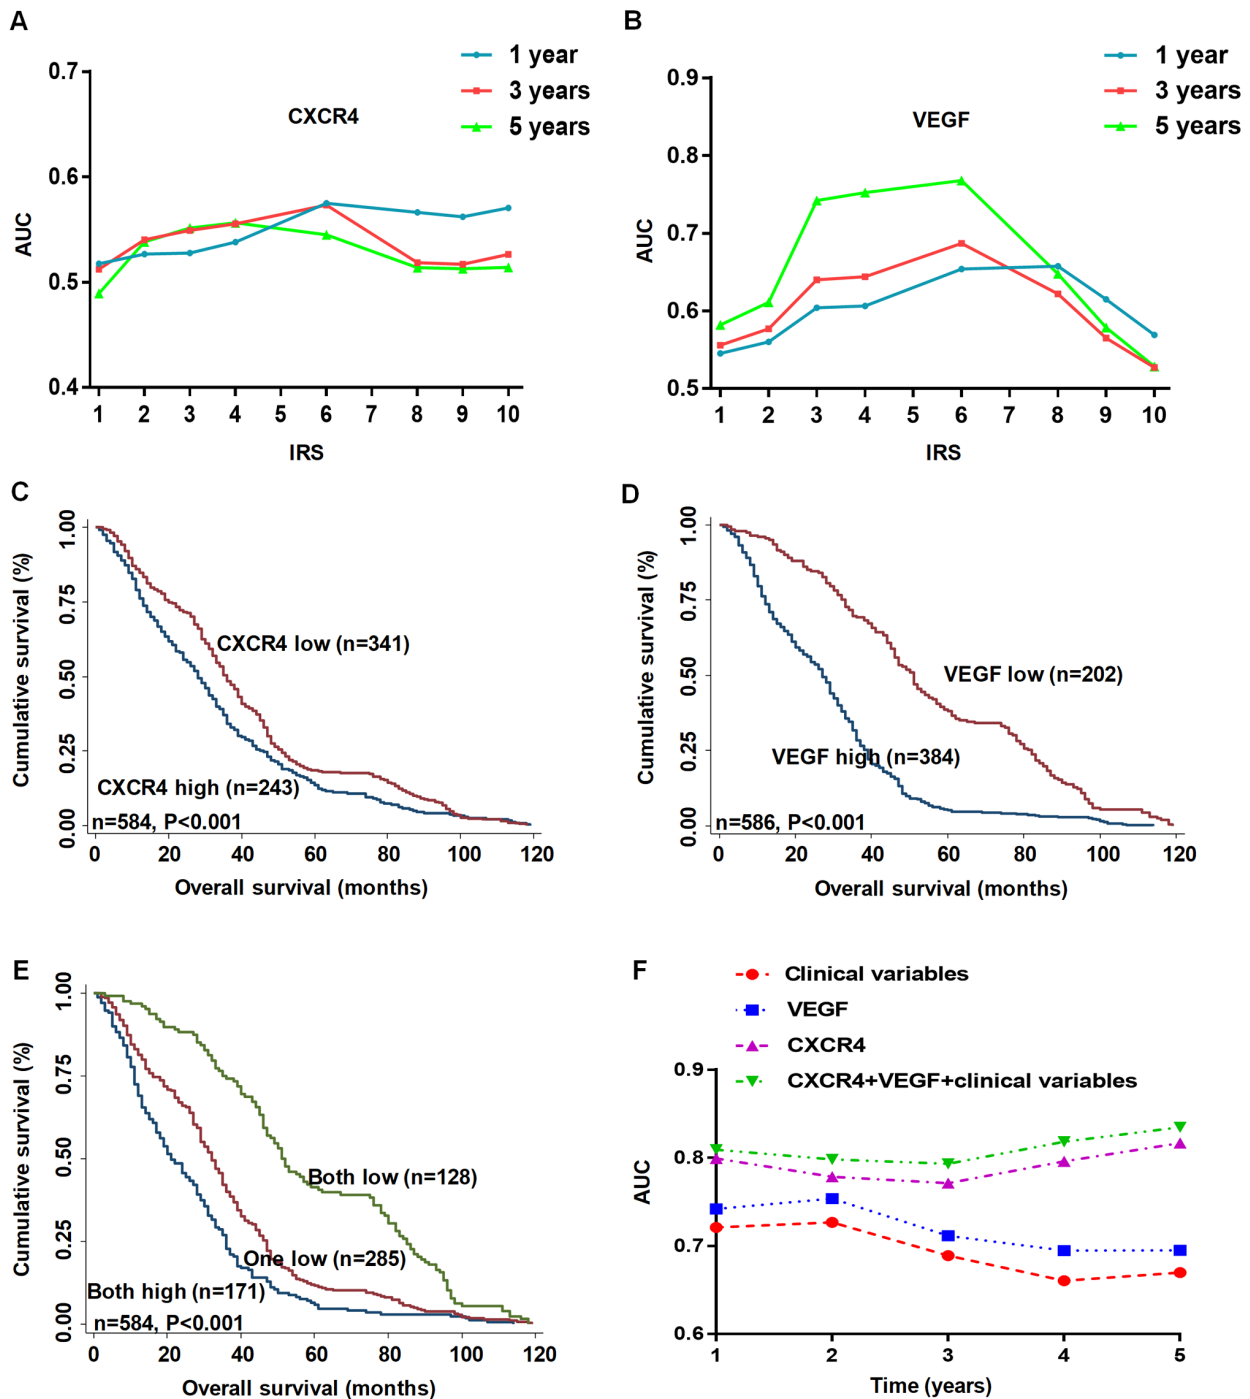 A
1 year
3 years
5 years
CXCR4
0.7
0.6
0.5
0.4
AUC
1 2 3 4 5 6 7 8 9 10
IRS
B
1 year
3 years
5 years
VEGF
0.9
0.8
0.7
0.6
0.5
AUC
1 2 3 4 5 6 7 8 9 10
IRS
C
Cumulative survival (%)
1.00
0.75
0.50
0.25
0.00
CXCR4 low (n=341)
CXCR4 high (n=243)
n=584, P<0.001
0 20 40 60 80 100 120
Overall survival (months)
D
Cumulative survival (%)
1.00
0.75
0.50
0.25
0.00
VEGF low (n=202)
VEGF high (n=384)
n=586, P<0.001
0 20 40 60 80 100 120
Overall survival (months)
E
Cumulative survival (%)
1.00
0.75
0.50
0.25
0.00
Both low (n=128)
One low (n=285)
Both high (n=171)
n=584, P<0.001
0 20 40 60 80 100 120
Overall survival (months)
F
Clinical variables
VEGF
CXCR4
CXCR4+VEGF+clinical variables
0.9
0.8
0.7
0.6
AUC
1 2 3 4 5
Time (years)